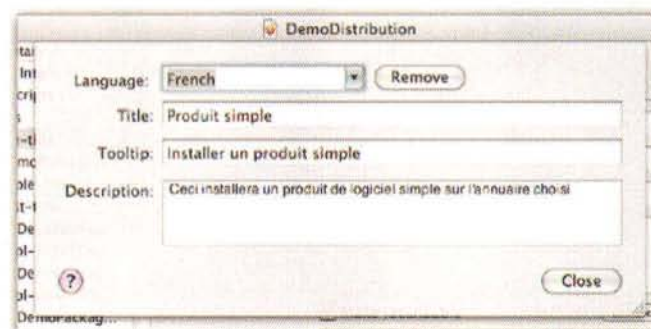 DemoDistribution
Language: French Remove
Title: Produit simple
Tooltip: Installer un produit simple
Description: Ceci installera un produit de logiciel simple sur l'annuaire choisi
? Close
DemoPackag...